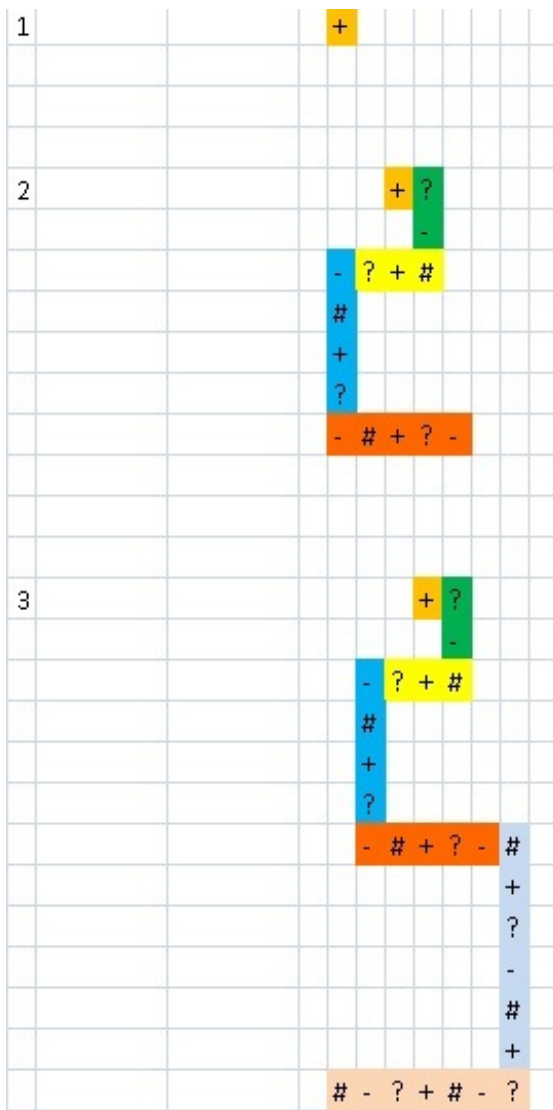 1 +
2 + ?
-
- ? + #
#
+
?
- # + ? -
3 + ?
-
- ? + #
#
+
?
- # + ? - #
+
?
-
#
+
# - ? + # - ?